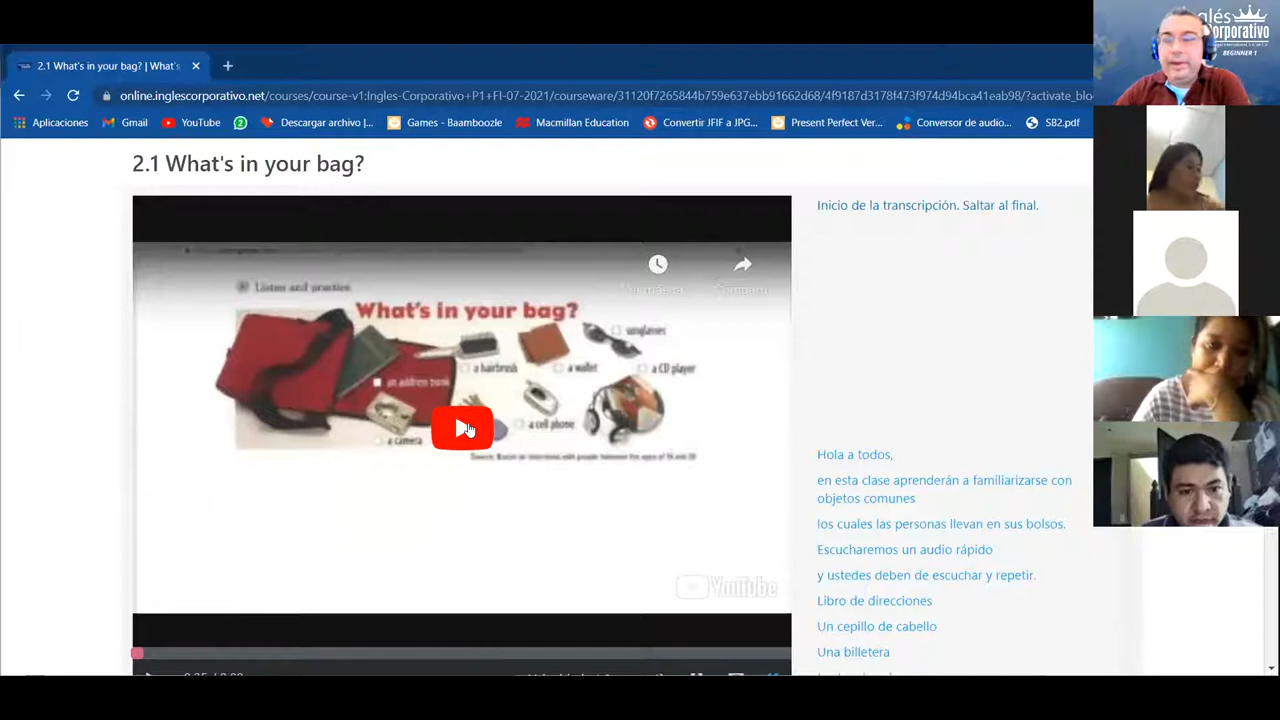 2.1 What's in your bag? | What's
online.inglescorporativo.net/courses/course-v1:Ingles-Corporativo+P1+FI-07-2021/courseware/31120f7265844b759e637ebb91662d68/4f9187d3178f473f974d94bca41eab98/?activate_blo
Aplicaciones
Gmail
YouTube
2
Descargar archivo |...
Games - Baamboozle
Macmillan Education
Convertir JFIF a JPG...
Present Perfect Ver...
Conversor de audio...
SB2.pdf
2.1 What's in your bag?
Listen and practice.
What's in your bag?
sunglasses
a hairbrush
a wallet
a CD player
an address book
a cell phone
a camera
YouTube
Inicio de la transcripción. Saltar al final.
Hola a todos,
en esta clase aprenderán a familiarizarse con
objetos comunes
los cuales las personas llevan en sus bolsos.
Escucharemos un audio rápido
y ustedes deben de escuchar y repetir.
Libro de direcciones
Un cepillo de cabello
Una billetera
BEGINNER 1